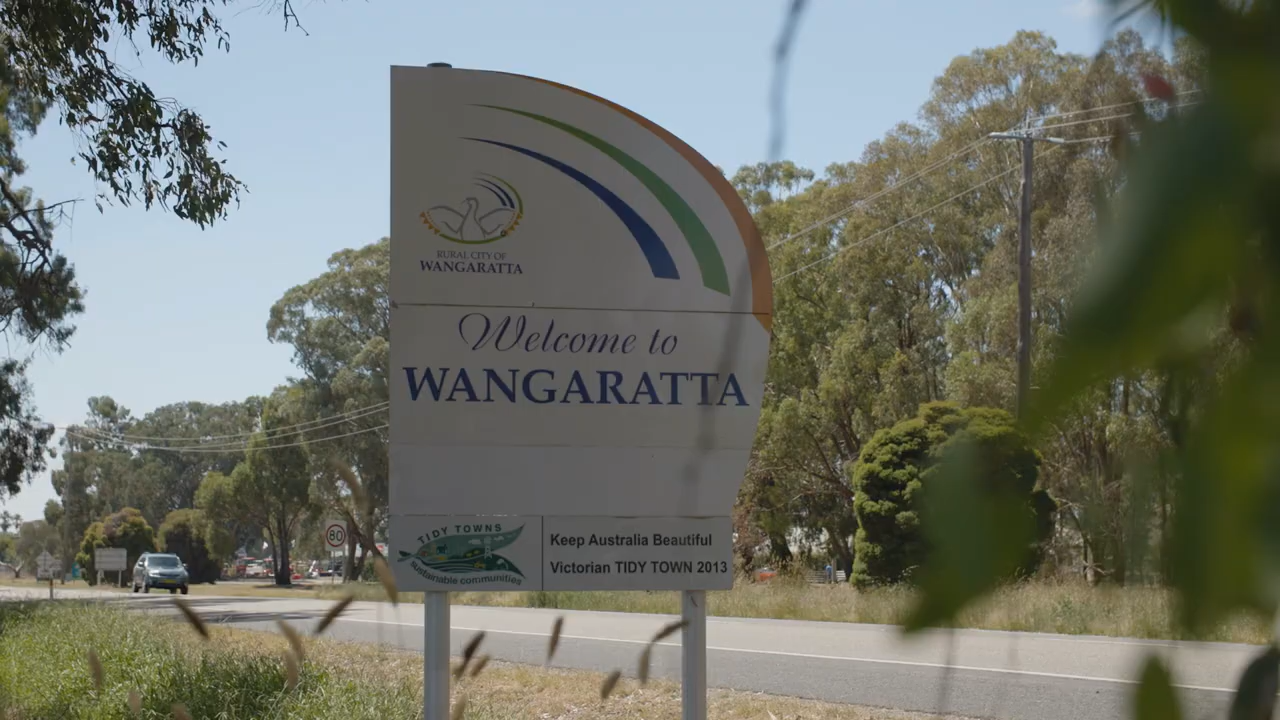 RURAL CITY OF
WANGARATTA
Welcome to
WANGARATTA
TIDY TOWNS
sustainable communities
Keep Australia Beautiful
Victorian TIDY TOWN 2013
80